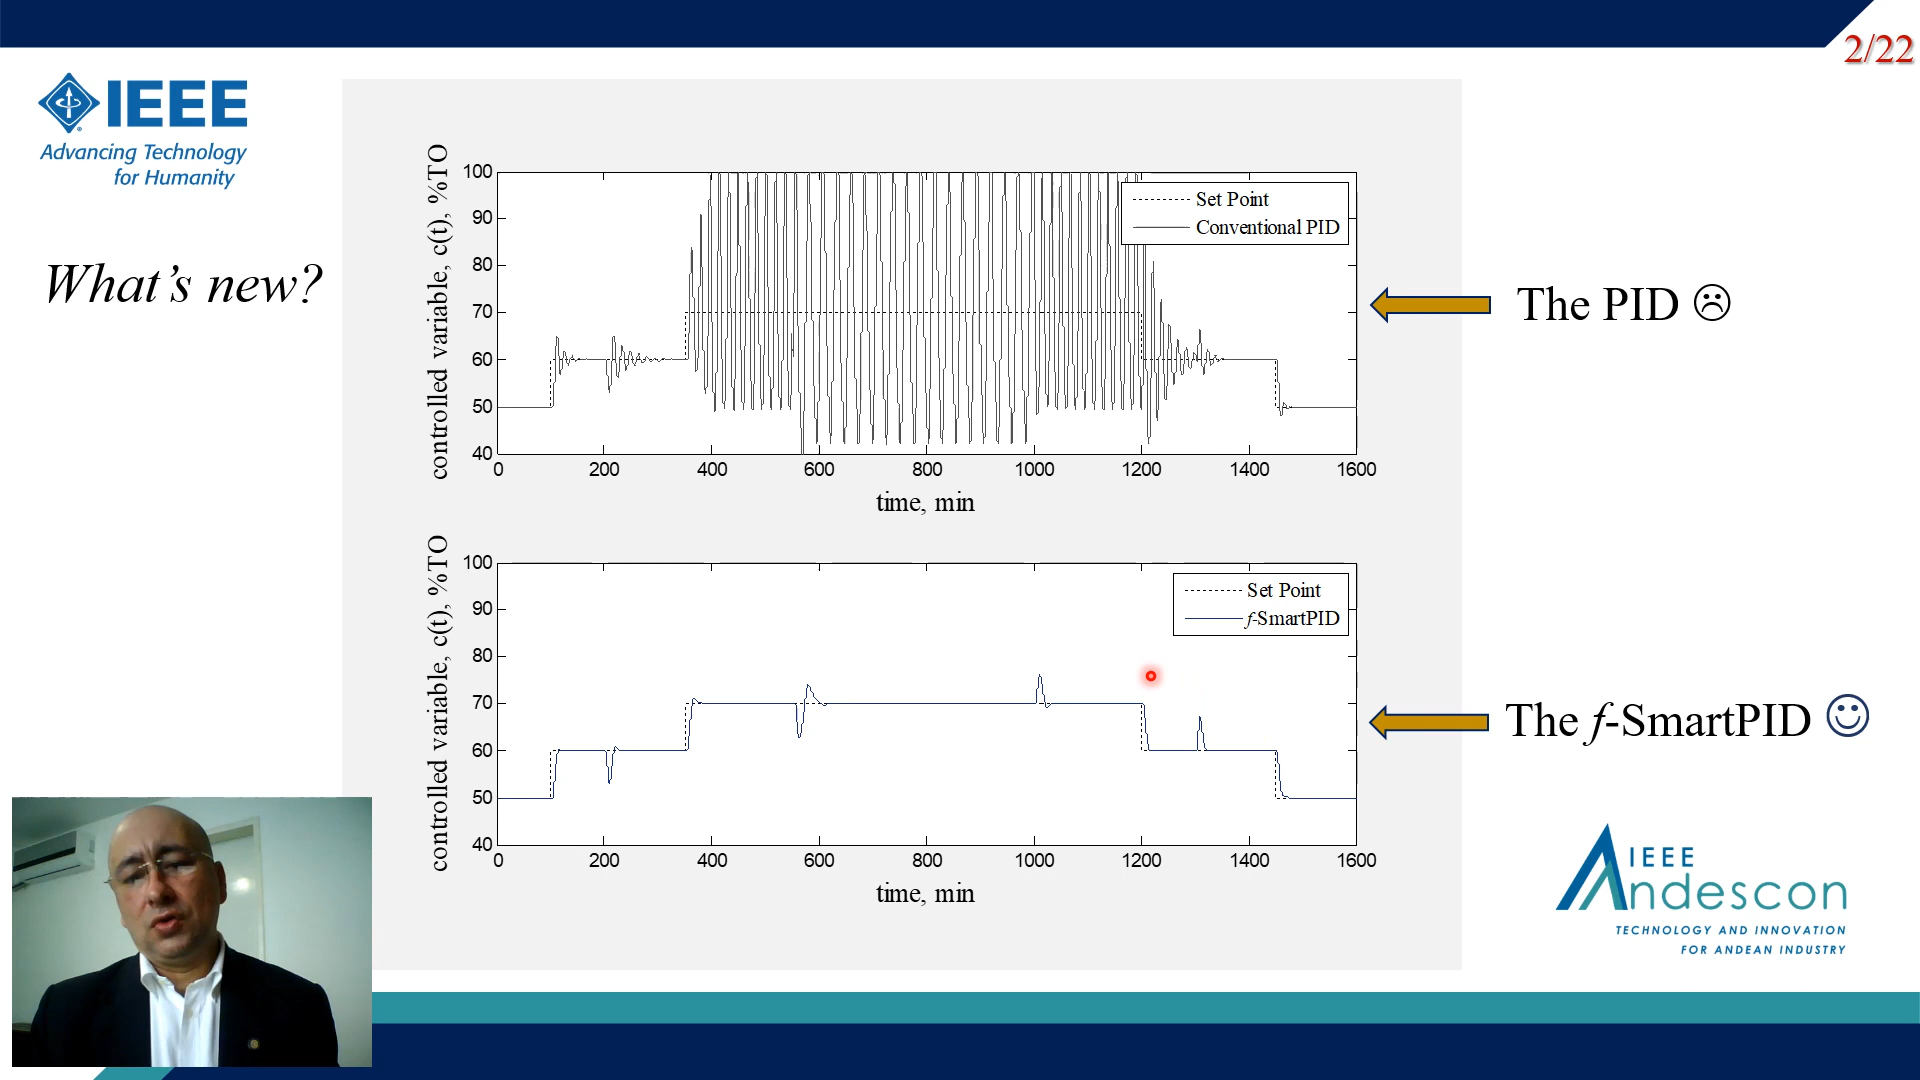 2/22
IEEE
Advancing Technology
for Humanity
What's new?
controlled variable, c(t), %TO
100
90
80
70
60
50
40
0 200 400 600 800 1000 1200 1400 1600
time, min
Set Point
Conventional PID
The PID ☹
controlled variable, c(t), %TO
100
90
80
70
60
50
40
0 200 400 600 800 1000 1200 1400 1600
time, min
Set Point
f-SmartPID
The f-SmartPID ☺
IEEE
Andescon
TECHNOLOGY AND INNOVATION
FOR ANDEAN INDUSTRY